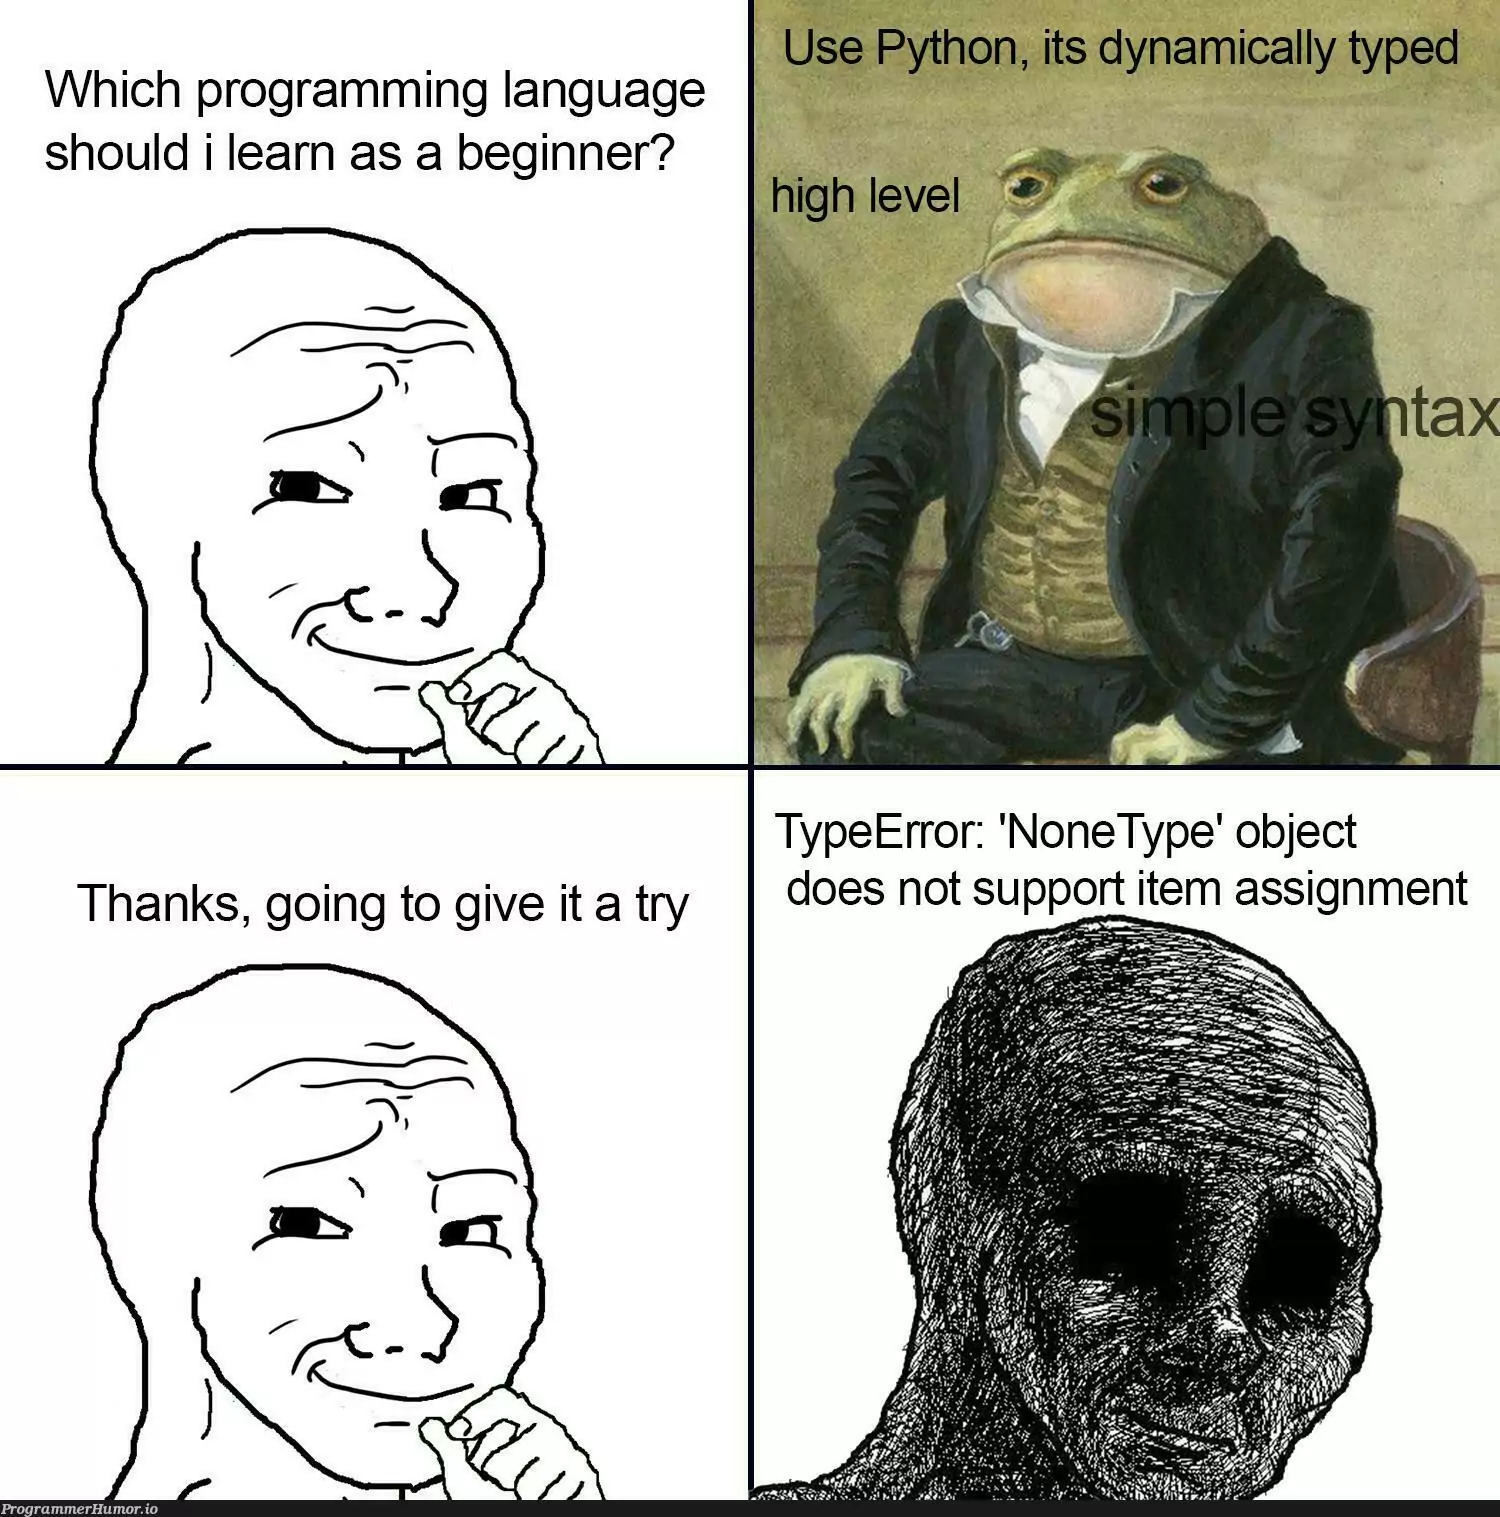 Which programming language
should i learn as a beginner?
Use Python, its dynamically typed
high level
simple syntax
Thanks, going to give it a try
TypeError: 'NoneType' object
does not support item assignment
ProgrammerHumor.io